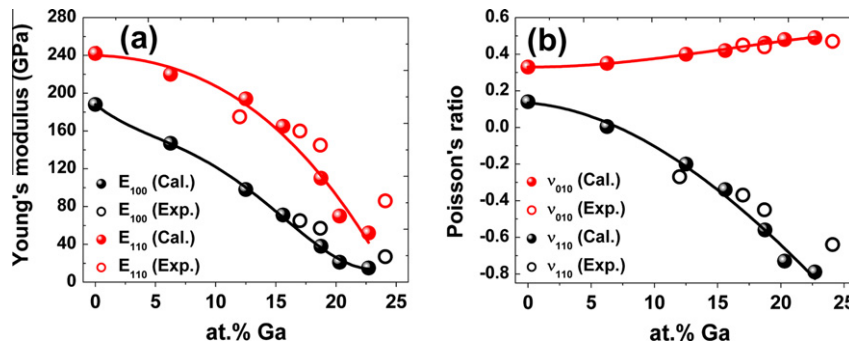 (a)
Young's modulus (GPa)
280
240
200
160
120
80
40
0
E100 (Cal.)
E100 (Exp.)
E110 (Cal.)
E110 (Exp.)
0 5 10 15 20 25
at.% Ga
(b)
Poisson's ratio
0.6
0.4
0.2
0.0
-0.2
-0.4
-0.6
-0.8
ν010 (Cal.)
ν010 (Exp.)
ν110 (Cal.)
ν110 (Exp.)
0 5 10 15 20 25
at.% Ga